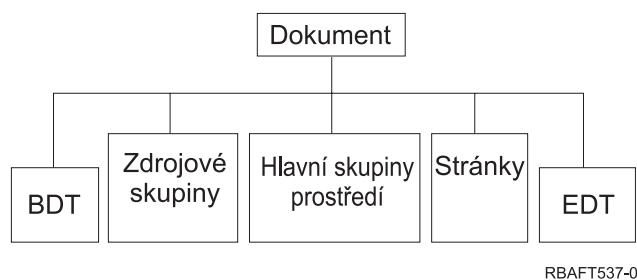 Dokument
BDT
Zdrojové
skupiny
Hlavní skupiny
prostředí
Stránky
EDT
RBAFT537-0